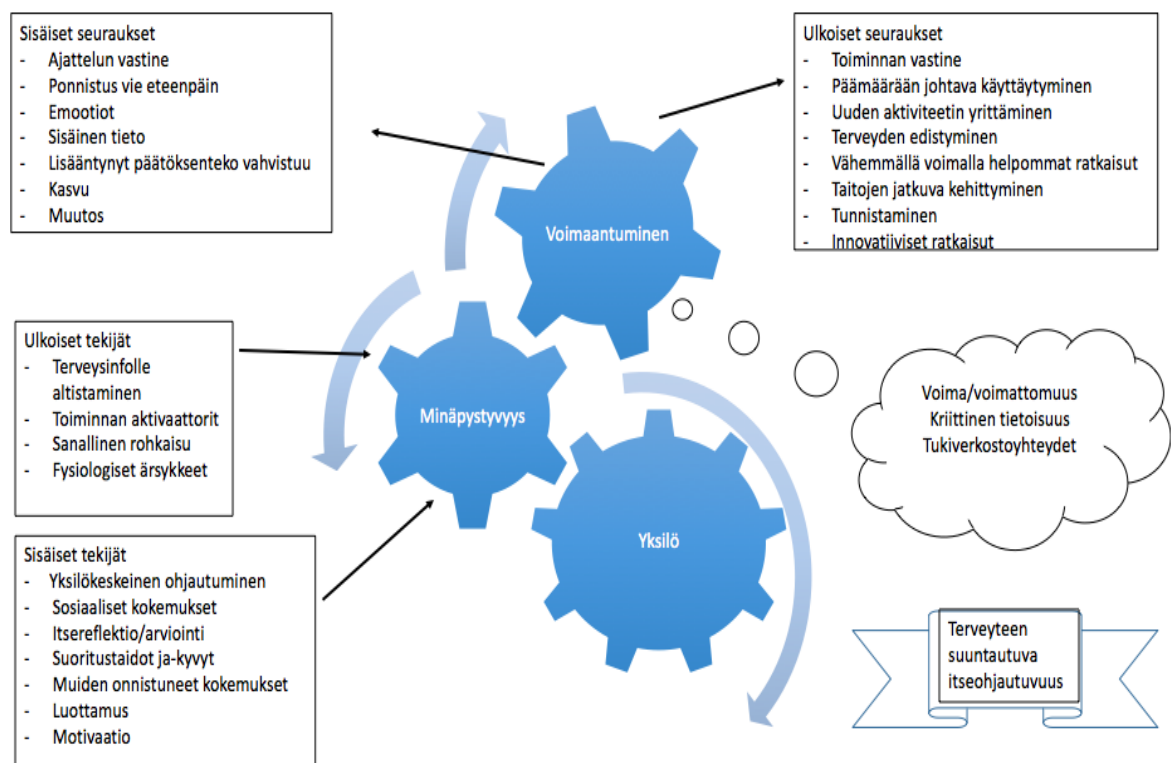 Sisäiset seuraukset
- Ajattelun vastine
- Ponnistus vie eteenpäin
- Emootiot
- Sisäinen tieto
- Lisääntynyt päätöksenteko vahvistuu
- Kasvu
- Muutos
Ulkoiset seuraukset
- Toiminnan vastine
- Päämäärään johtava käyttäytyminen
- Uuden aktiviteetin yrittäminen
- Terveyden edistyminen
- Vähemmällä voimalla helpommat ratkaisut
- Taitojen jatkuva kehittyminen
- Tunnistaminen
- Innovatiiviset ratkaisut
Voimaantuminen
Ulkoiset tekijät
- Terveysinfolle
altistaminen
- Toiminnan aktivaattorit
- Sanallinen rohkaisu
- Fysiologiset ärsykkeet
Minäpystyvyys
Voima/voimattomuus
Kriittinen tietoisuus
Tukiverkostoyhteydet
Sisäiset tekijät
- Yksilökeskeinen ohjautuminen
- Sosiaaliset kokemukset
- Itsereflektio/arviointi
- Suoritustaidot ja-kyvyt
- Muiden onnistuneet kokemukset
- Luottamus
- Motivaatio
Yksilö
Terveyteen
suuntautuva
itseohjautuvuus